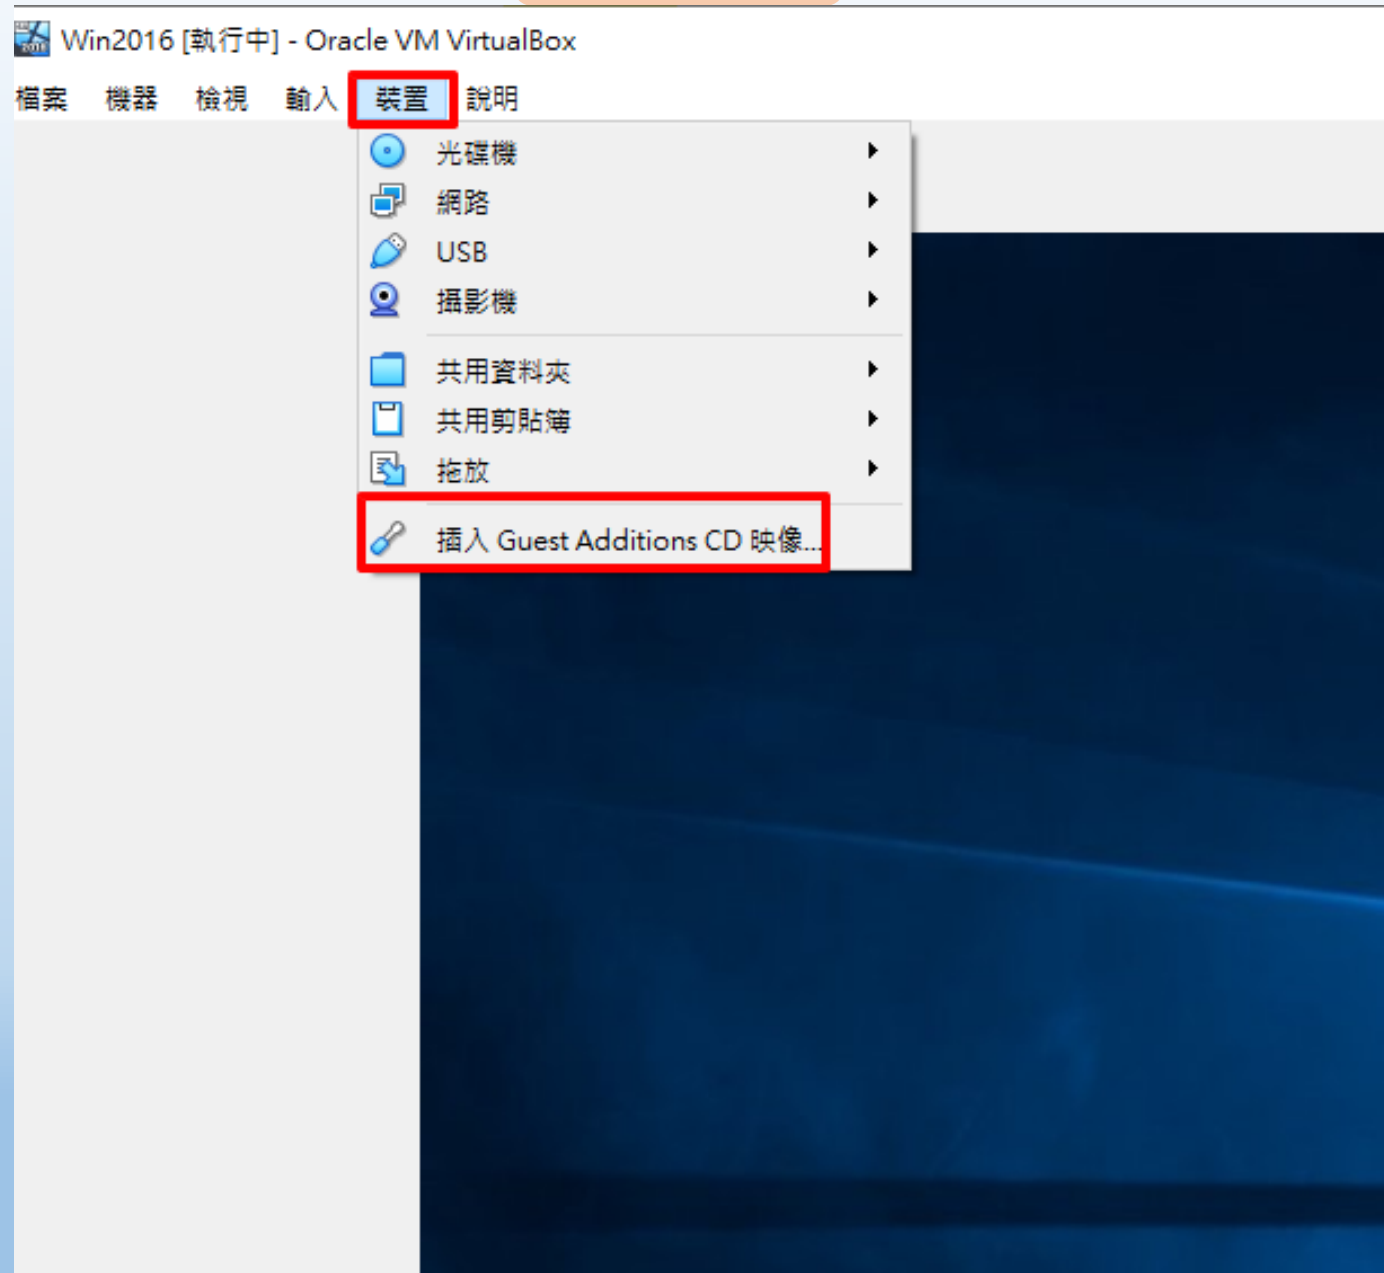 Win2016 [執行中] - Oracle VM VirtualBox
檔案 機器 檢視 輸入 裝置 說明
光碟機
網路
USB
攝影機
共用資料夾
共用剪貼簿
拖放
插入 Guest Additions CD 映像...